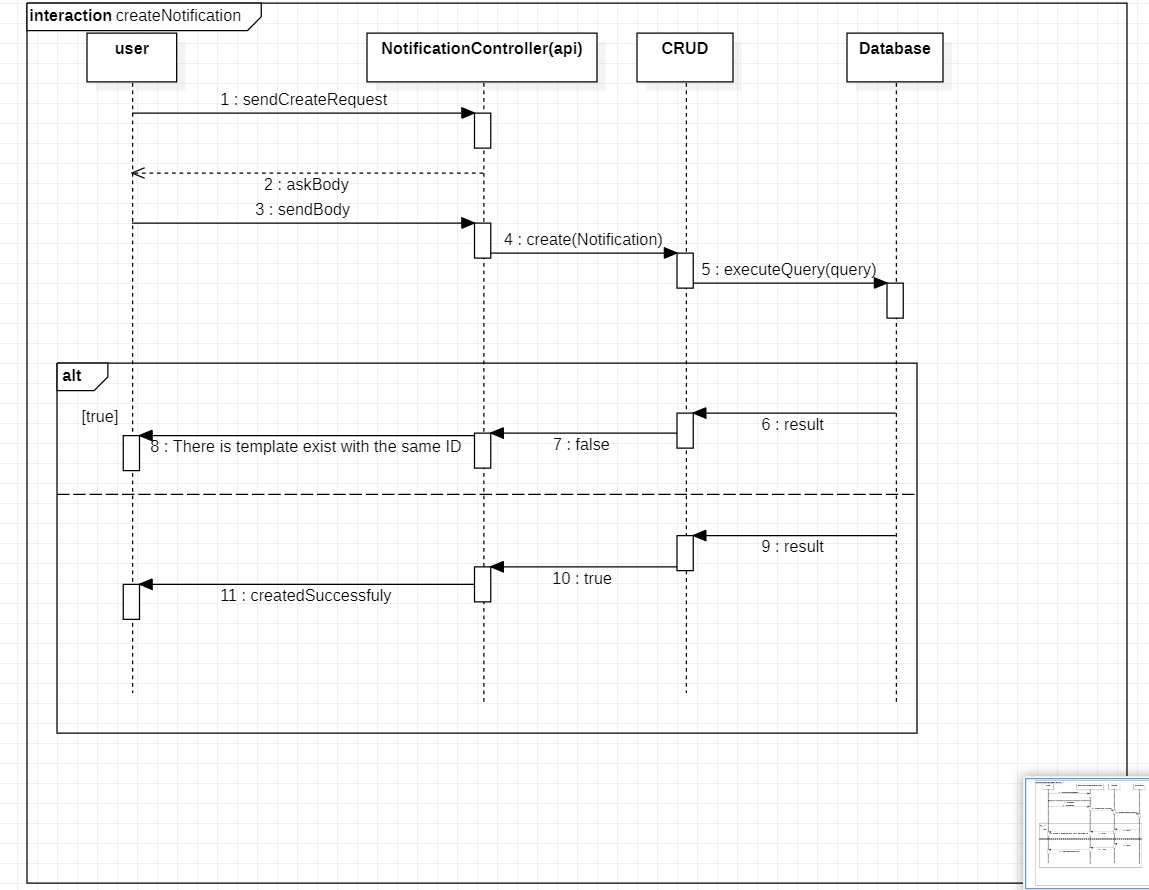 interaction createNotification
user
NotificationController(api)
CRUD
Database
1 : sendCreateRequest
2 : askBody
3 : sendBody
4 : create(Notification)
5 : executeQuery(query)
alt
[true]
6 : result
7 : false
8 : There is template exist with the same ID
9 : result
10 : true
11 : createdSuccessfuly